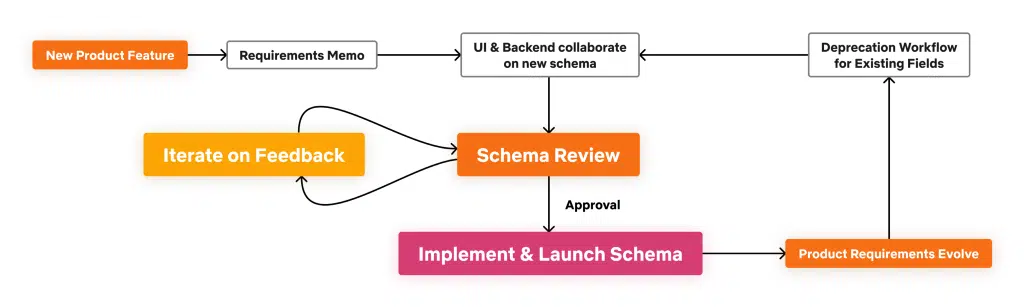 New Product Feature
Requirements Memo
UI & Backend collaborate
on new schema
Deprecation Workflow
for Existing Fields
Iterate on Feedback
Schema Review
Approval
Implement & Launch Schema
Product Requirements Evolve